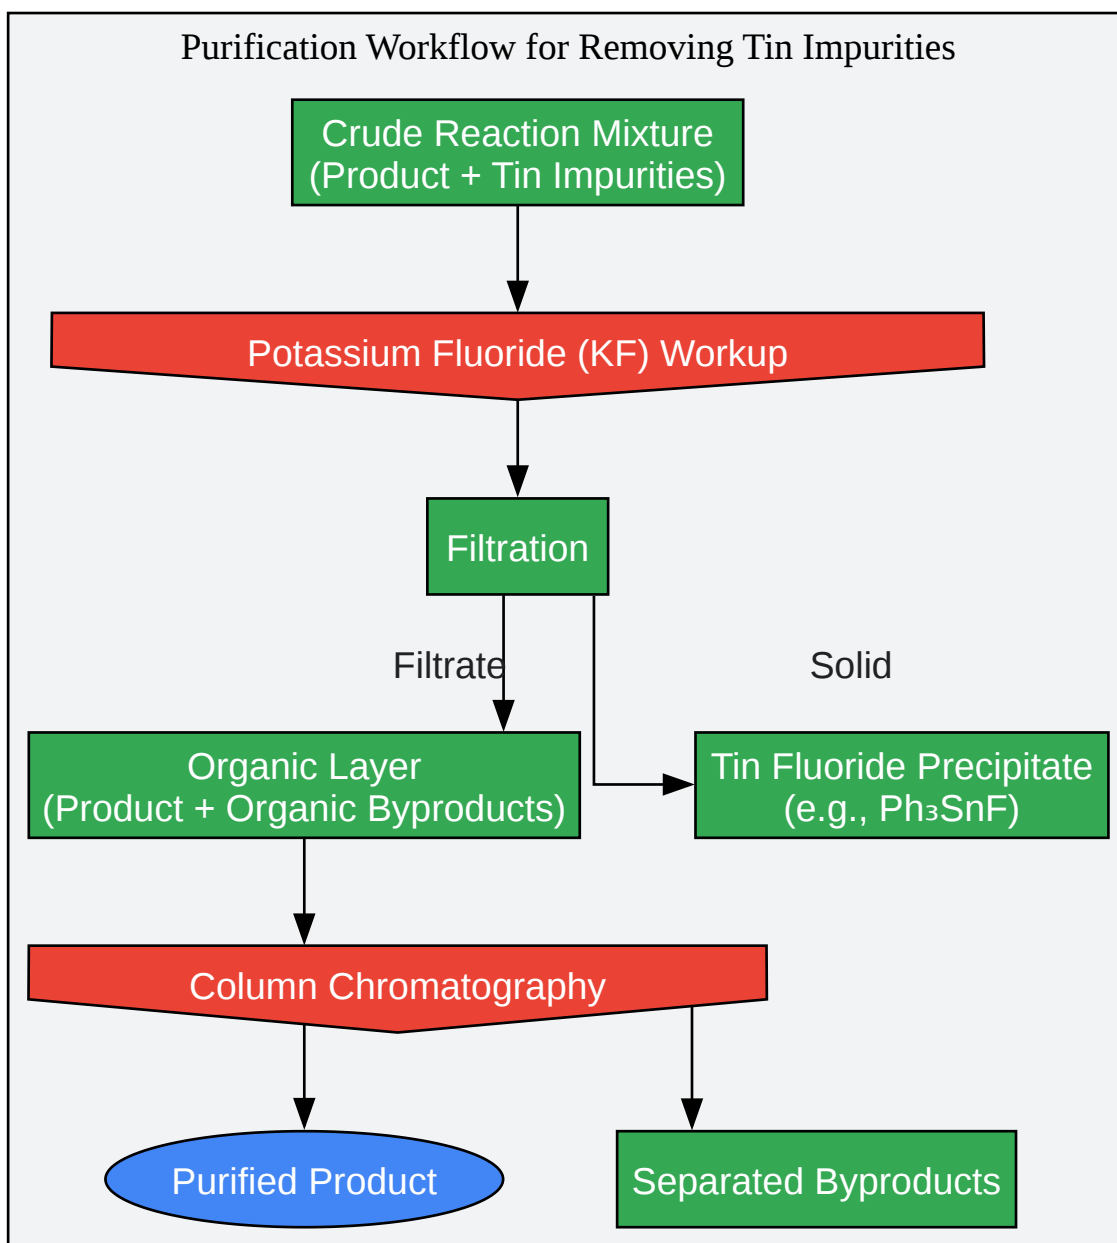 Purification Workflow for Removing Tin Impurities
Crude Reaction Mixture
(Product + Tin Impurities)
Potassium Fluoride (KF) Workup
Filtration
Filtrate
Solid
Organic Layer
(Product + Organic Byproducts)
Tin Fluoride Precipitate
(e.g., Ph₃SnF)
Column Chromatography
Purified Product
Separated Byproducts